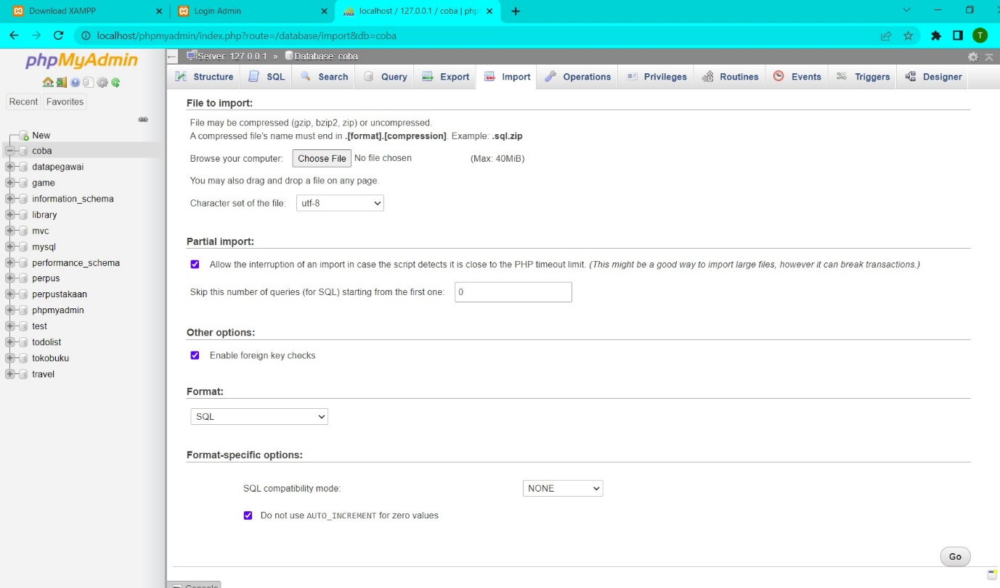 Download XAMPP
Login Admin
localhost / 127.0.0.1 / coba | php
localhost/phpmyadmin/index.php?route=/database/import&db=coba
T
phpMyAdmin
Recent
Favorites
New
coba
datapegawai
game
information_schema
library
mvc
mysql
performance_schema
perpus
perpustakaan
phpmyadmin
test
todolist
tokobuku
travel
Server: 127.0.0.1 » Database: coba
Structure
SQL
Search
Query
Export
Import
Operations
Privileges
Routines
Events
Triggers
Designer
File to import:
File may be compressed (gzip, bzip2, zip) or uncompressed.
A compressed file's name must end in .[format].[compression]. Example: .sql.zip
Browse your computer: Choose File No file chosen (Max: 40MiB)
You may also drag and drop a file on any page.
Character set of the file: utf-8
Partial import:
Allow the interruption of an import in case the script detects it is close to the PHP timeout limit. (This might be a good way to import large files, however it can break transactions.)
Skip this number of queries (for SQL) starting from the first one: 0
Other options:
Enable foreign key checks
Format:
SQL
Format-specific options:
SQL compatibility mode: NONE
Do not use AUTO_INCREMENT for zero values
Go
Console